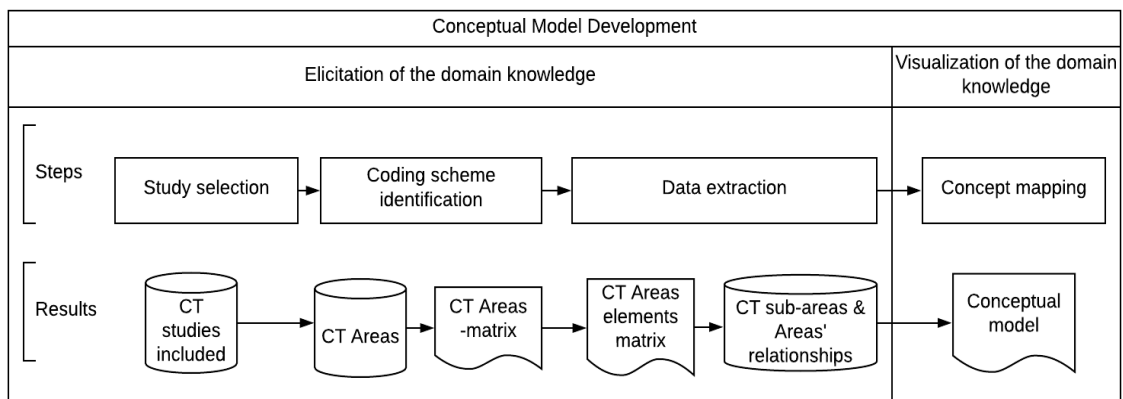 Conceptual Model Development
Elicitation of the domain knowledge
Visualization of the domain
knowledge
Steps
Study selection
Coding scheme
identification
Data extraction
Concept mapping
Results
CT
studies
included
CT Areas
CT Areas
-matrix
CT Areas
elements
matrix
CT sub-areas &
Areas'
relationships
Conceptual
model